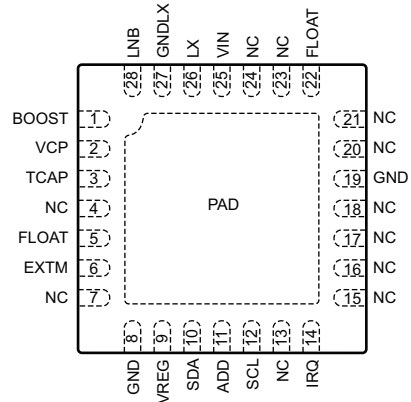 LNB GNDLX LX VIN NC NC FLOAT
28 27 26 25 24 23 22
BOOST 1
VCP 2
TCAP 3
NC 4
FLOAT 5
EXTM 6
NC 7
PAD
21 NC
20 NC
19 GND
18 NC
17 NC
16 NC
15 NC
8 9 10 11 12 13 14
GND VREG SDA ADD SCL NC IRQ